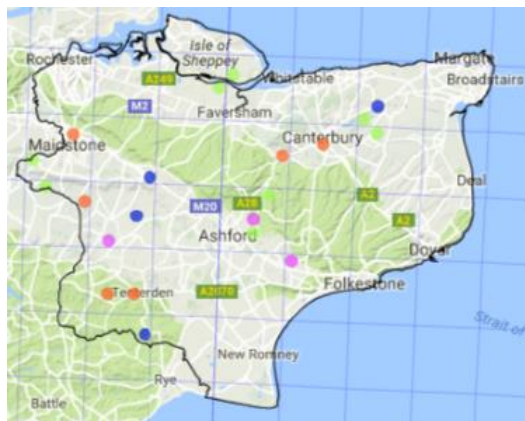 Isle of
Sheppey
Margate
Rochester
A249
Whitstable
Broadstairs
M2
Faversham
Canterbury
Maidstone
Deal
A2
M20
A28
A2
Ashford
Dover
Folkestone
Tenterden
A2070
Strait of
New Romney
Rye
Battle